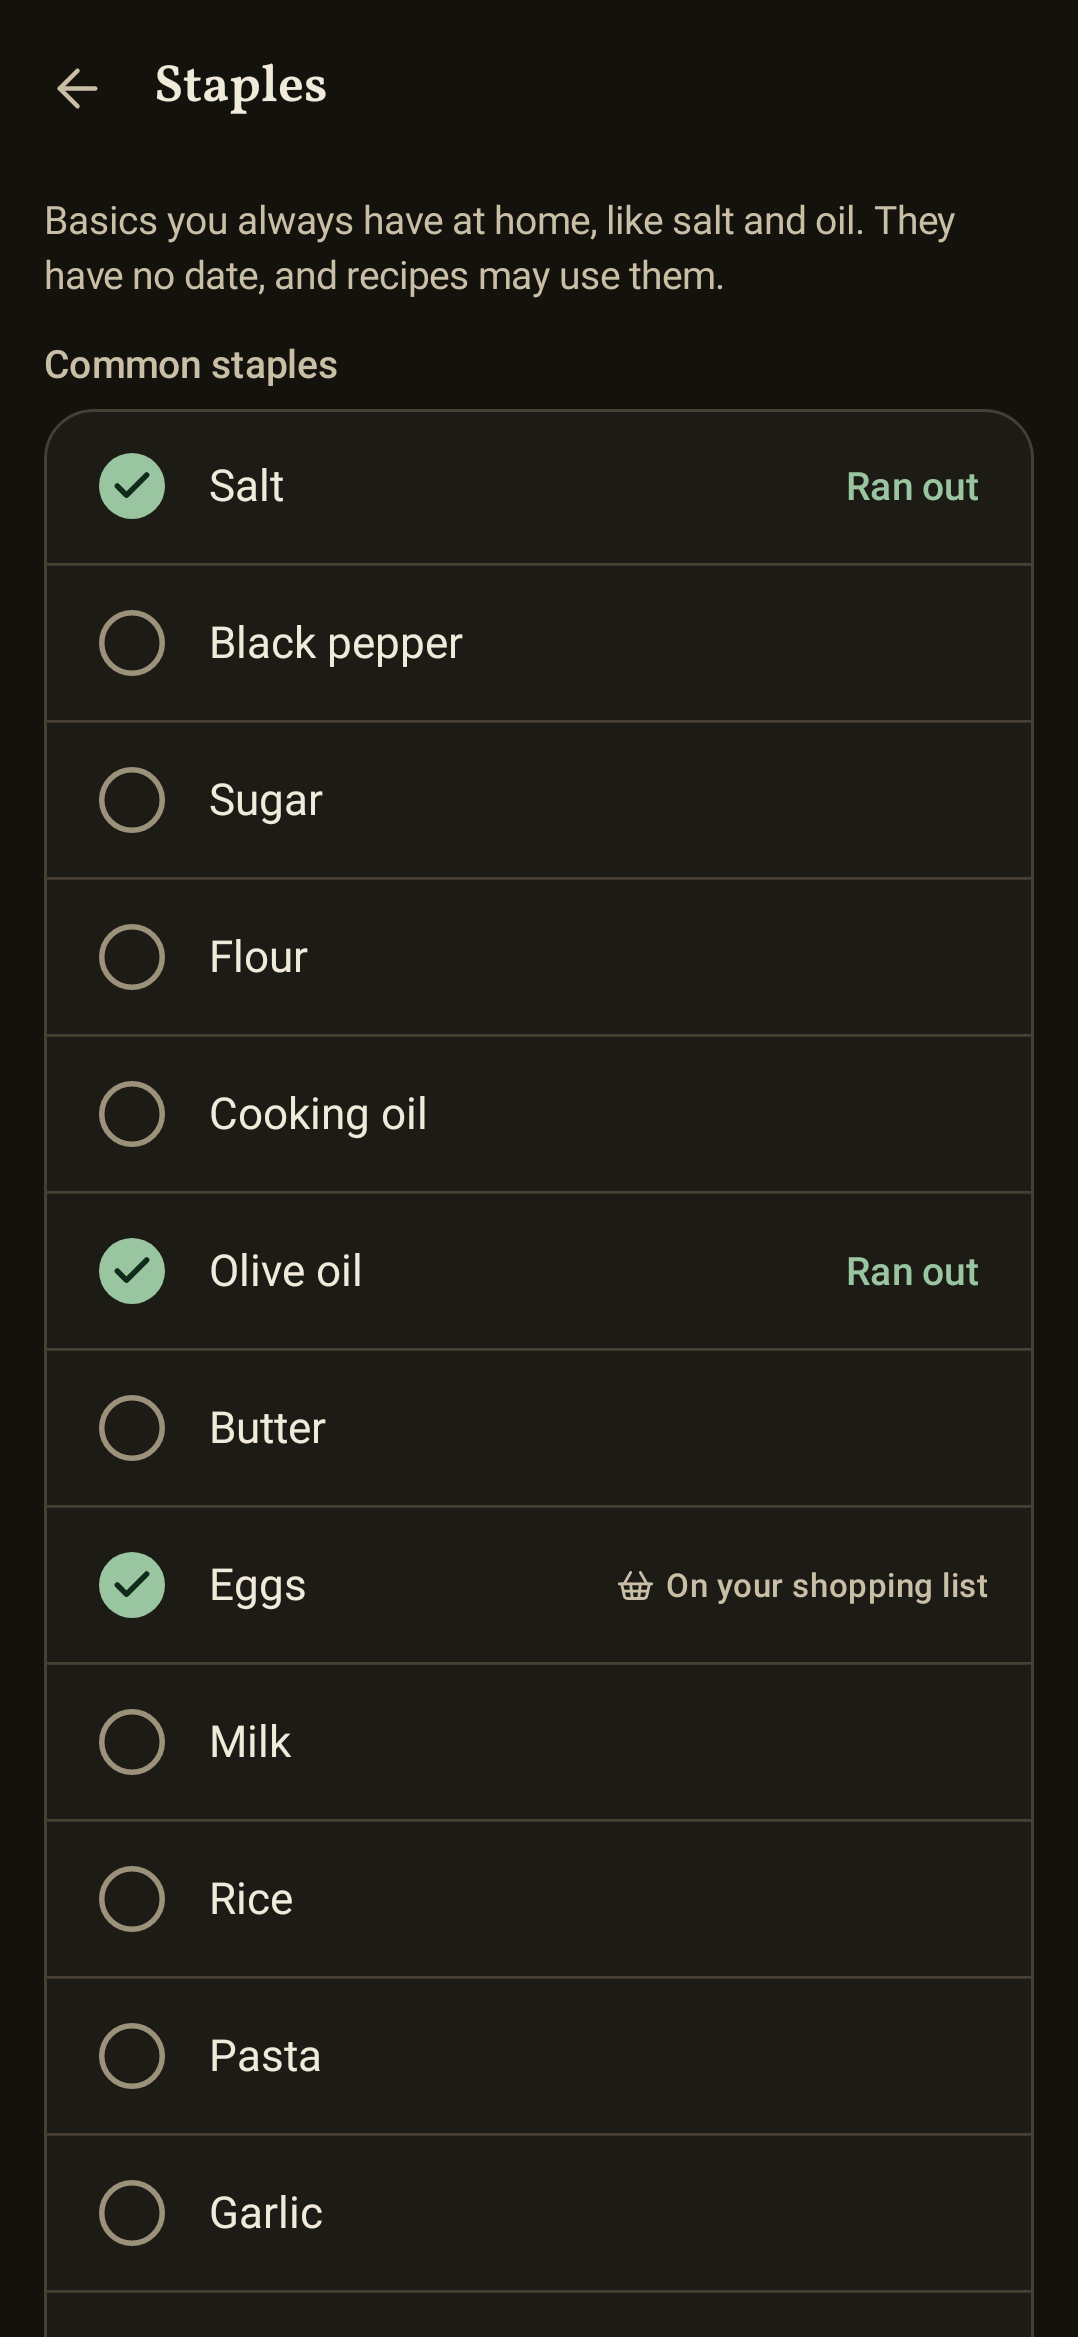 Staples
Basics you always have at home, like salt and oil. They
have no date, and recipes may use them.
Common staples
Salt Ran out
Black pepper
Sugar
Flour
Cooking oil
Olive oil Ran out
Butter
Eggs On your shopping list
Milk
Rice
Pasta
Garlic